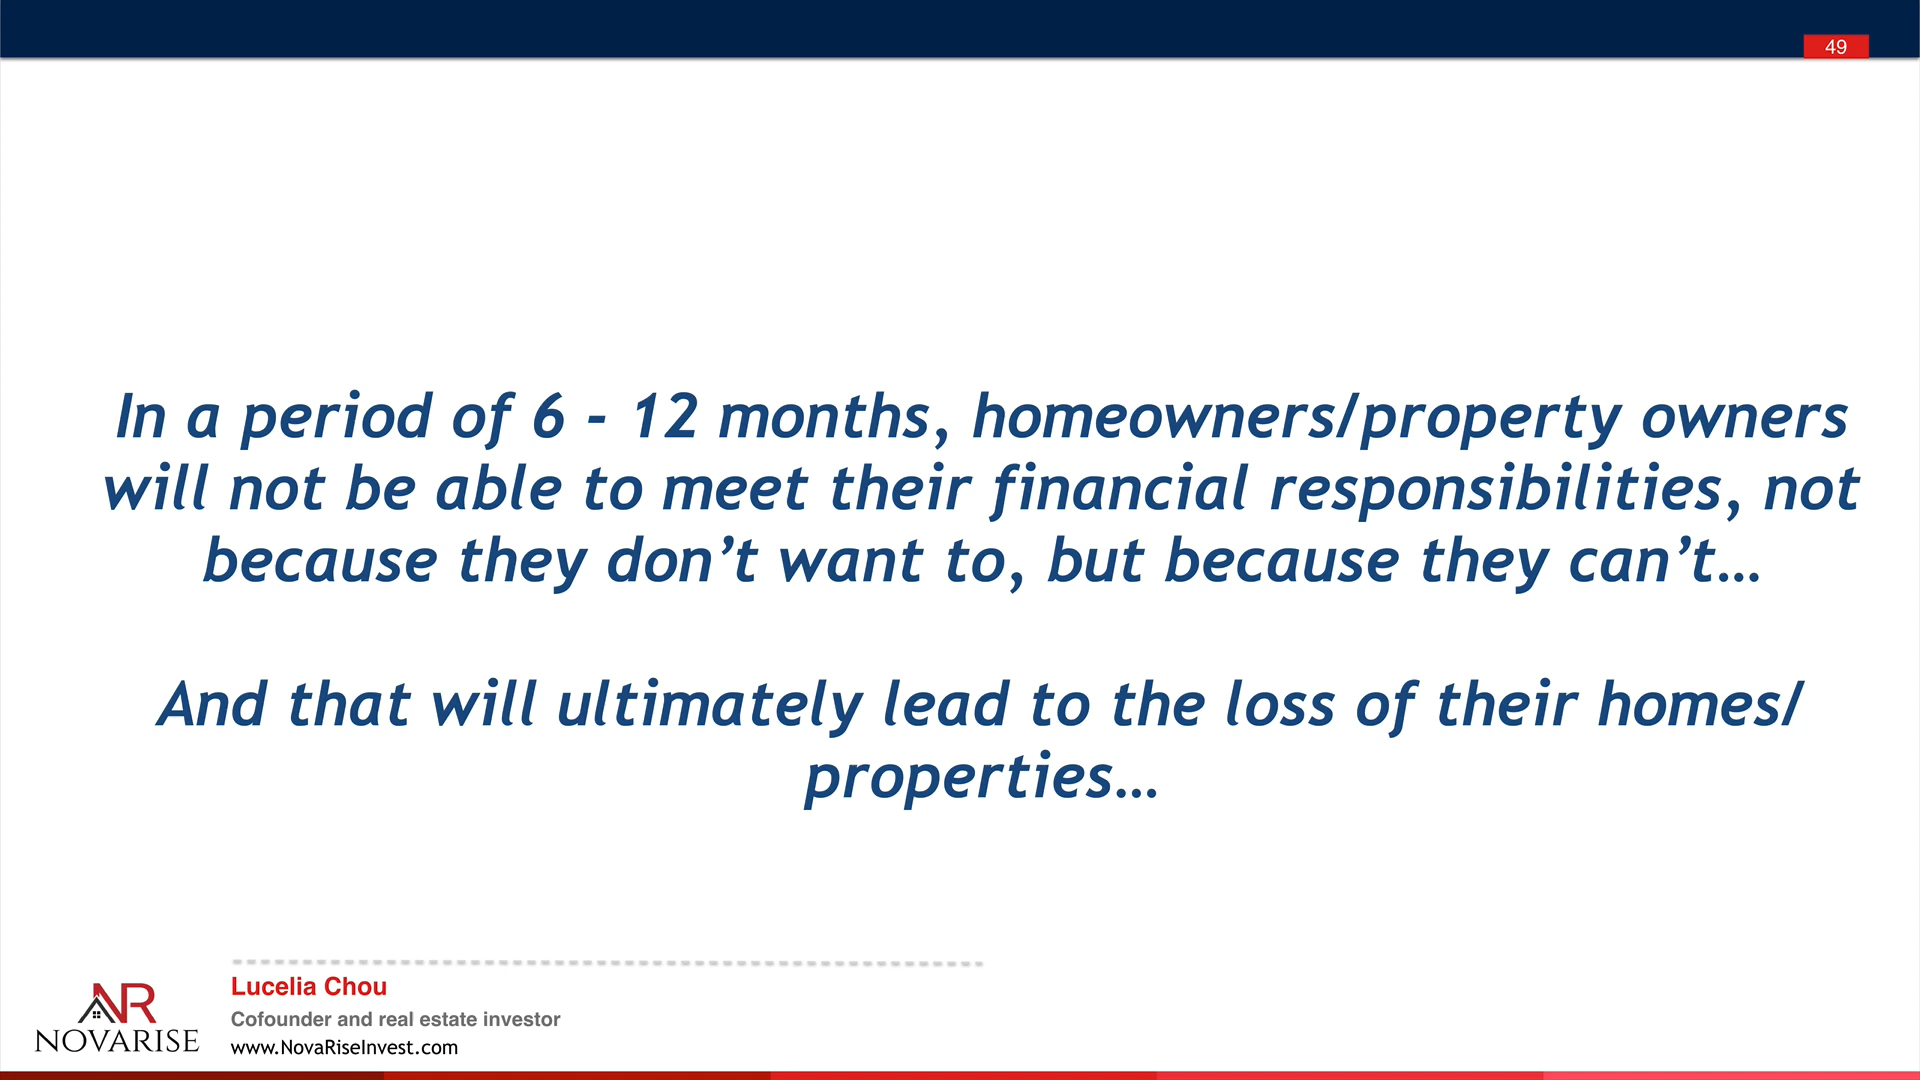 49
In a period of 6 - 12 months, homeowners/property owners
will not be able to meet their financial responsibilities, not
because they don’t want to, but because they can’t…
And that will ultimately lead to the loss of their homes/
properties…
Lucelia Chou
Cofounder and real estate investor
www.NovaRiseInvest.com
NR
NOVARISE